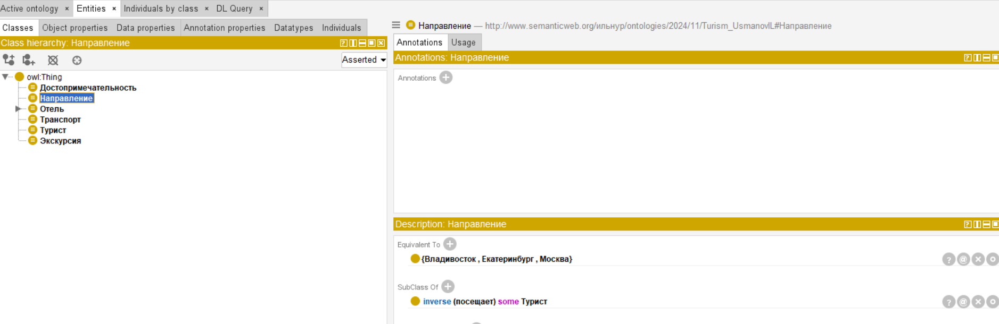 Active ontology × Entities × Individuals by class × DL Query ×
Classes Object properties Data properties Annotation properties Datatypes Individuals
Class hierarchy: Направление
Asserted
owl:Thing
Достопримечательность
Направление
Отель
Транспорт
Турист
Экскурсия
Направление — http://www.semanticweb.org/ильнур/ontologies/2024/11/Turism_UsmanovIL#Направление
Annotations Usage
Annotations: Направление
Annotations
Description: Направление
Equivalent To
{Владивосток , Екатеринбург , Москва}
SubClass Of
inverse (посещает) some Турист